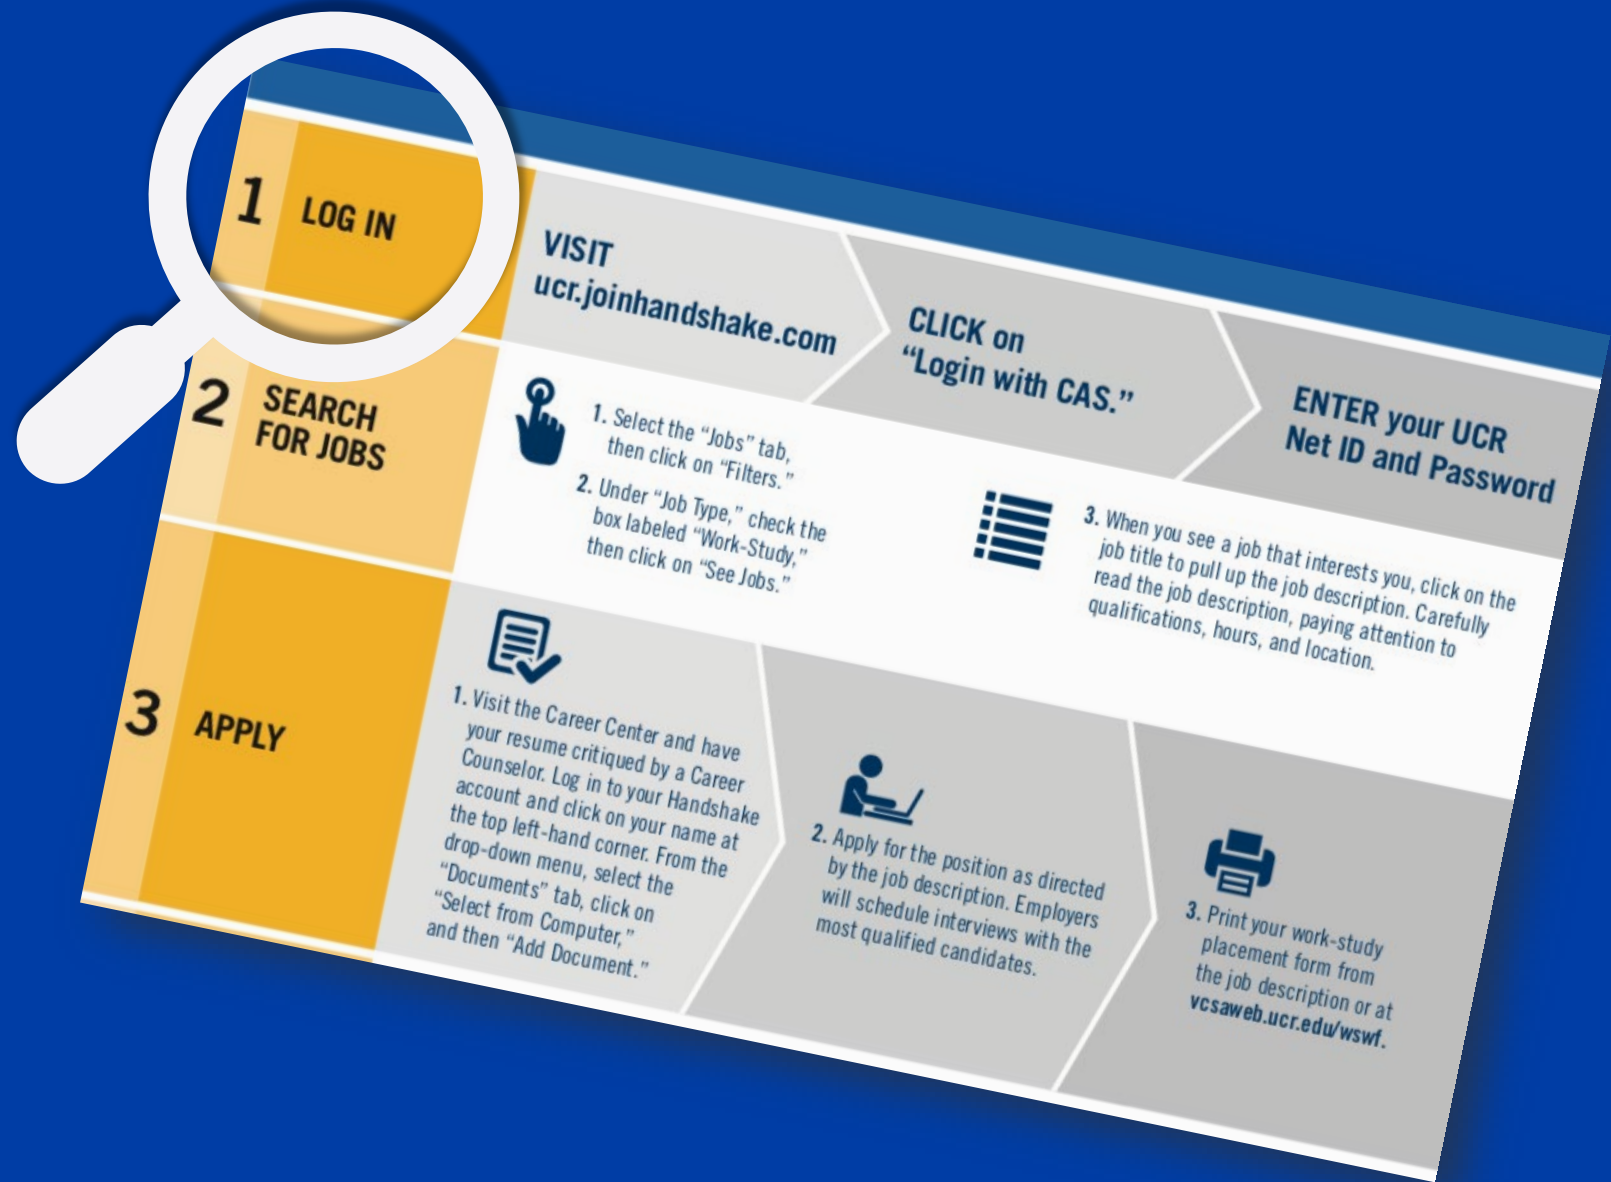 1
LOG IN
VISIT
ucr.joinhandshake.com
CLICK on
“Login with CAS.”
ENTER your UCR
Net ID and Password
2
SEARCH
FOR JOBS
1. Select the “Jobs” tab,
then click on “Filters.”
2. Under “Job Type,” check the
box labeled “Work-Study,”
then click on “See Jobs.”
3. When you see a job that interests you, click on the
job title to pull up the job description. Carefully
read the job description, paying attention to
qualifications, hours, and location.
3
APPLY
1. Visit the Career Center and have
your resume critiqued by a Career
Counselor. Log in to your Handshake
account and click on your name at
the top left-hand corner. From the
drop-down menu, select the
“Documents” tab, click on
“Select from Computer,”
and then “Add Document.”
2. Apply for the position as directed
by the job description. Employers
will schedule interviews with the
most qualified candidates.
3. Print your work-study
placement form from
the job description or at
vcsaweb.ucr.edu/wswf.